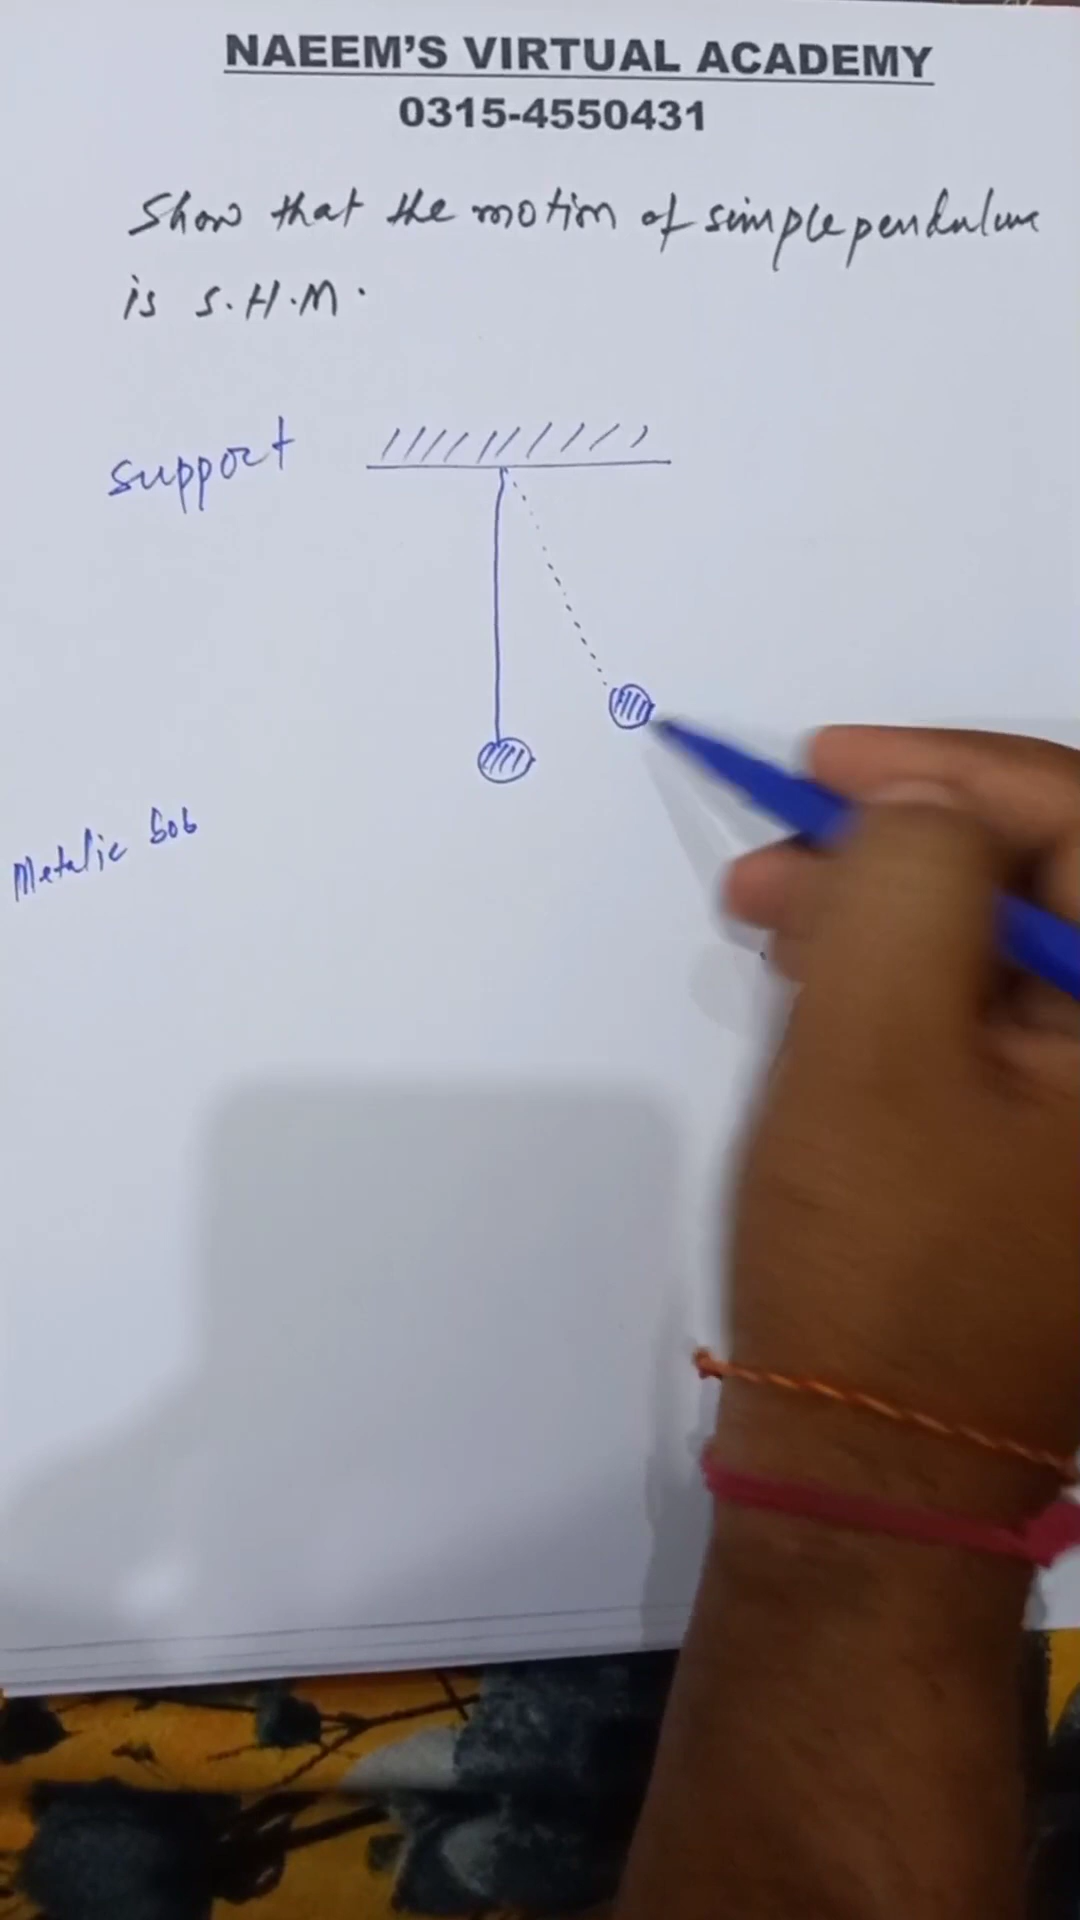 NAEEM'S VIRTUAL ACADEMY
0315-4550431
Show that the motion of simple pendulum
is S.H.M.
support
Metalic bob